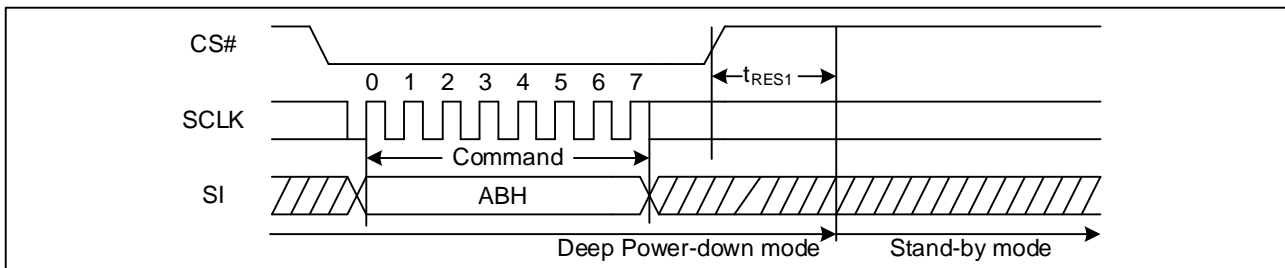 CS#
tRES1
0 1 2 3 4 5 6 7
SCLK
Command
SI
ABH
Deep Power-down mode
Stand-by mode